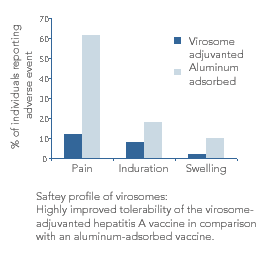 % of individuals reporting
adverse event
70
60
50
40
30
20
10
0
Virosome
adjuvanted
Aluminum
adsorbed
Pain
Induration
Swelling
Saftey profile of virosomes:
Highly improved tolerability of the virosome-
adjuvanted hepatitis A vaccine in comparison
with an aluminum-adsorbed vaccine.